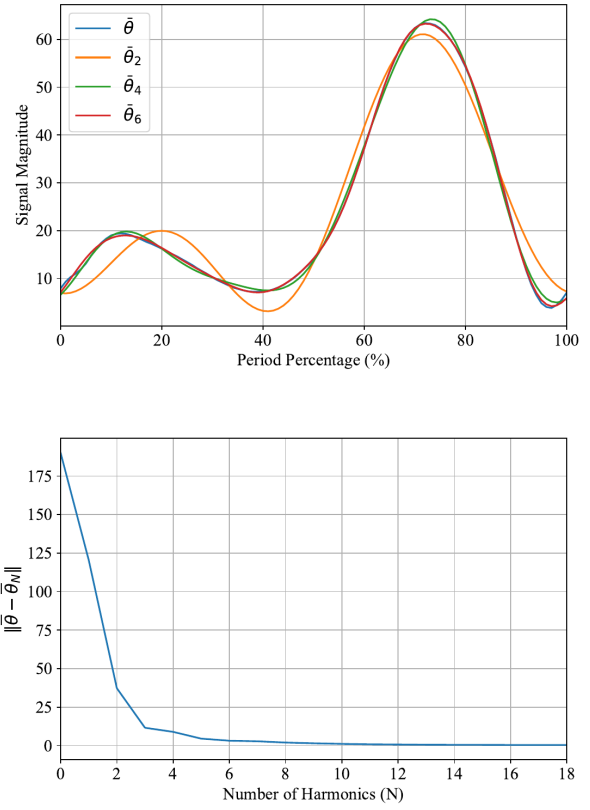 60
50
40
30
20
10
Signal Magnitude
θ̄
θ̄₂
θ̄₄
θ̄₆
0 20 40 60 80 100
Period Percentage (%)
175
150
125
100
75
50
25
0
‖θ̄ − θ̄_N‖
0 2 4 6 8 10 12 14 16 18
Number of Harmonics (N)